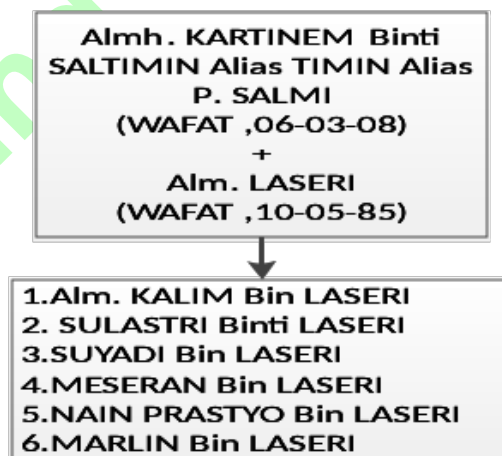 Almh. KARTINEM Binti
SALTIMIN Alias TIMIN Alias
P. SALMI
(WAFAT ,06-03-08)
+
Alm. LASERI
(WAFAT ,10-05-85)
1.Alm. KALIM Bin LASERI
2. SULASTRI Binti LASERI
3.SUYADI Bin LASERI
4.MESERAN Bin LASERI
5.NAIN PRASTYO Bin LASERI
6.MARLIN Bin LASERI